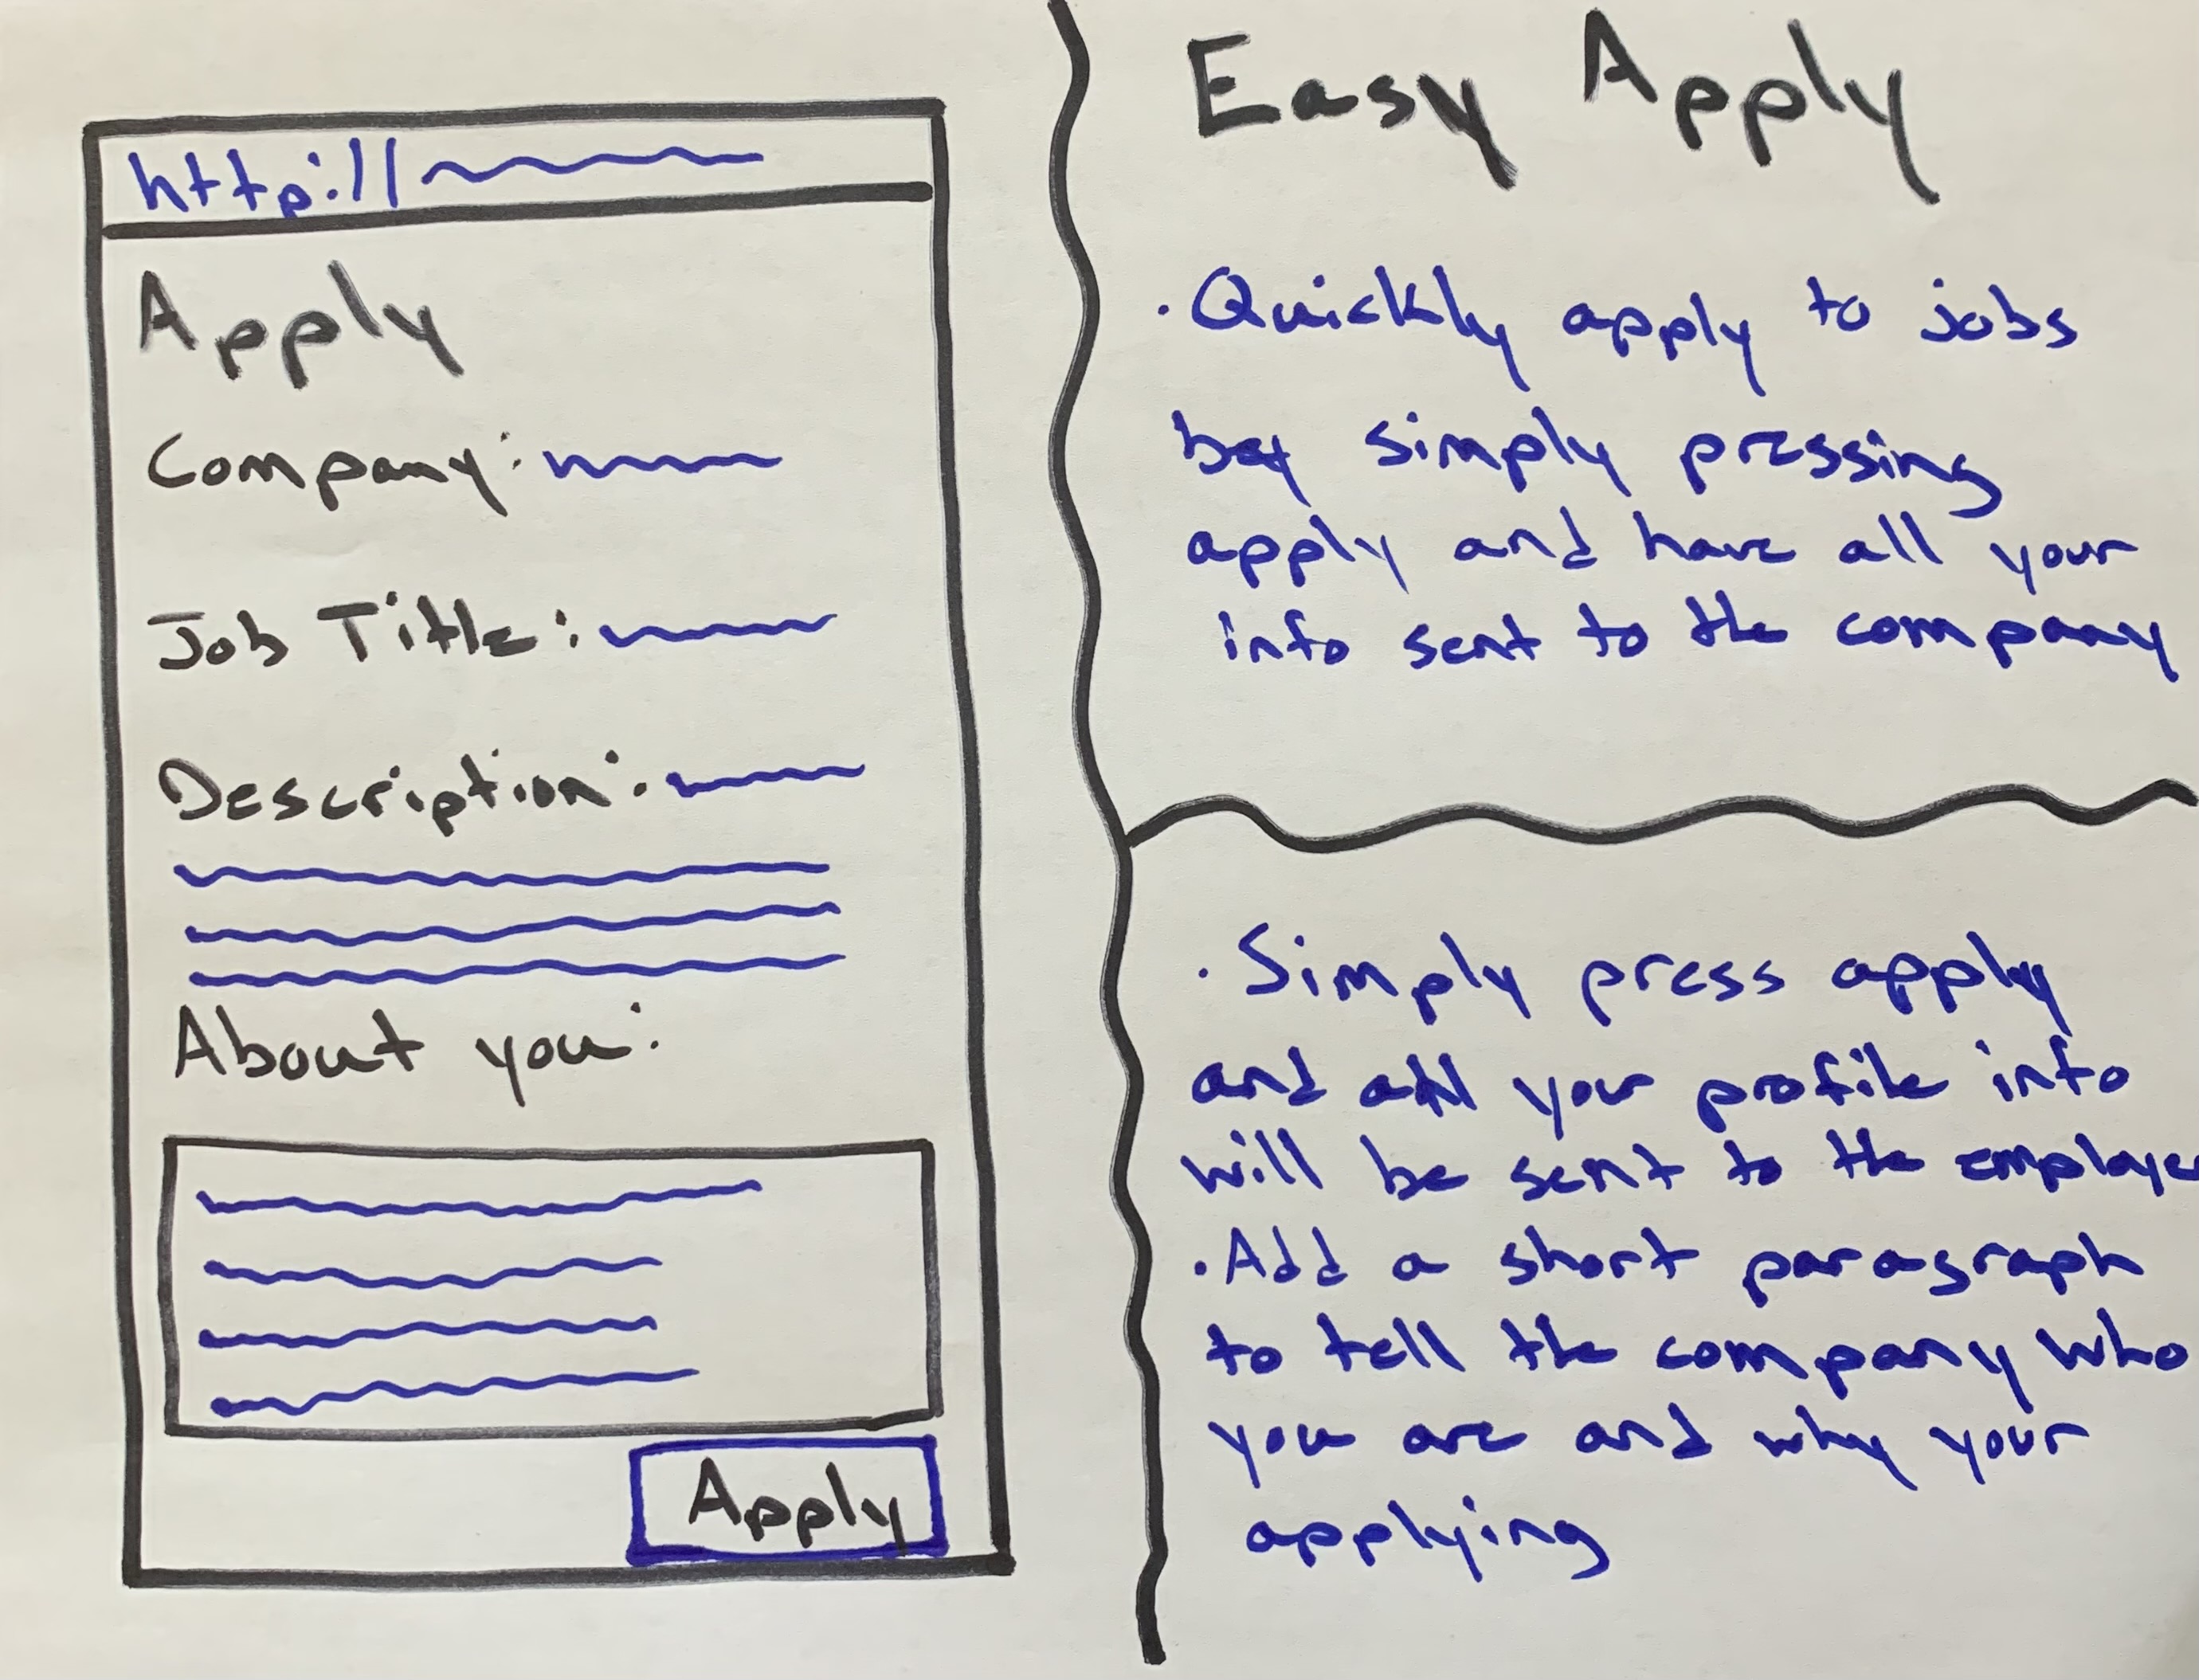 http://
Apply
Company:
Job Title:
Description:
About you:
Apply
Easy Apply
· Quickly apply to jobs
by simply pressing
apply and have all your
info sent to the company
· Simply press apply
and all your profile info
will be sent to the employe
· Add a short paragraph
to tell the company who
you are and why your
applying